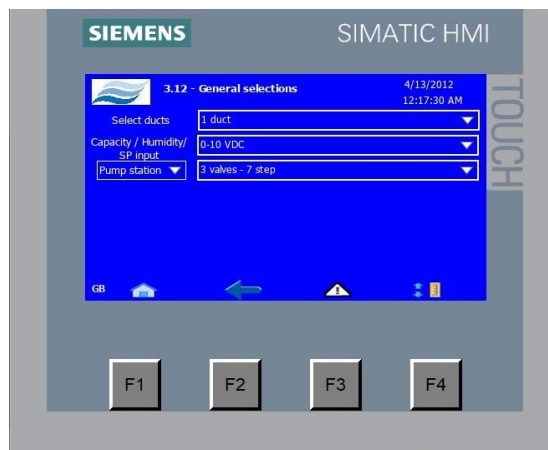 SIEMENS
SIMATIC HMI
TOUCH
3.12 - General selections
4/13/2012
12:17:30 AM
Select ducts
1 duct
Capacity / Humidity/
SP input
0-10 VDC
Pump station
3 valves - 7 step
GB
F1
F2
F3
F4